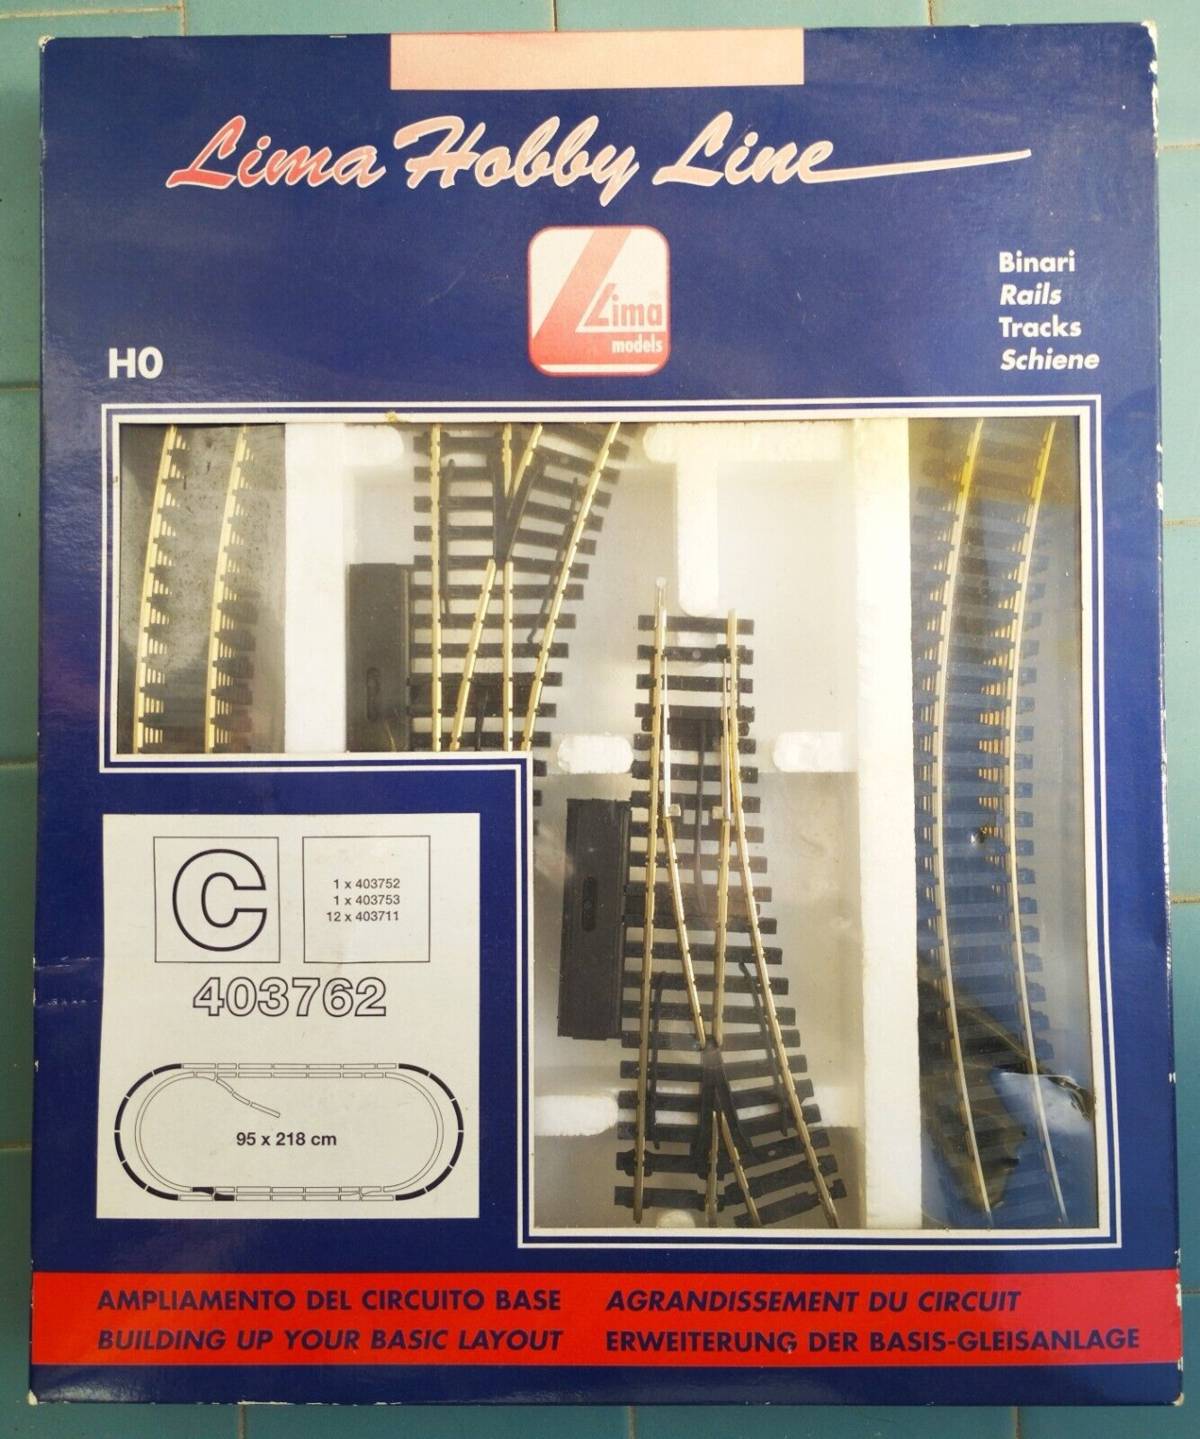 Lima Hobby Line
Lima
models
Binari
Rails
Tracks
Schiene
H0
C
1 x 403752
1 x 403753
12 x 403711
403762
95 x 218 cm
AMPLIAMENTO DEL CIRCUITO BASE
BUILDING UP YOUR BASIC LAYOUT
AGRANDISSEMENT DU CIRCUIT
ERWEITERUNG DER BASIS-GLEISANLAGE